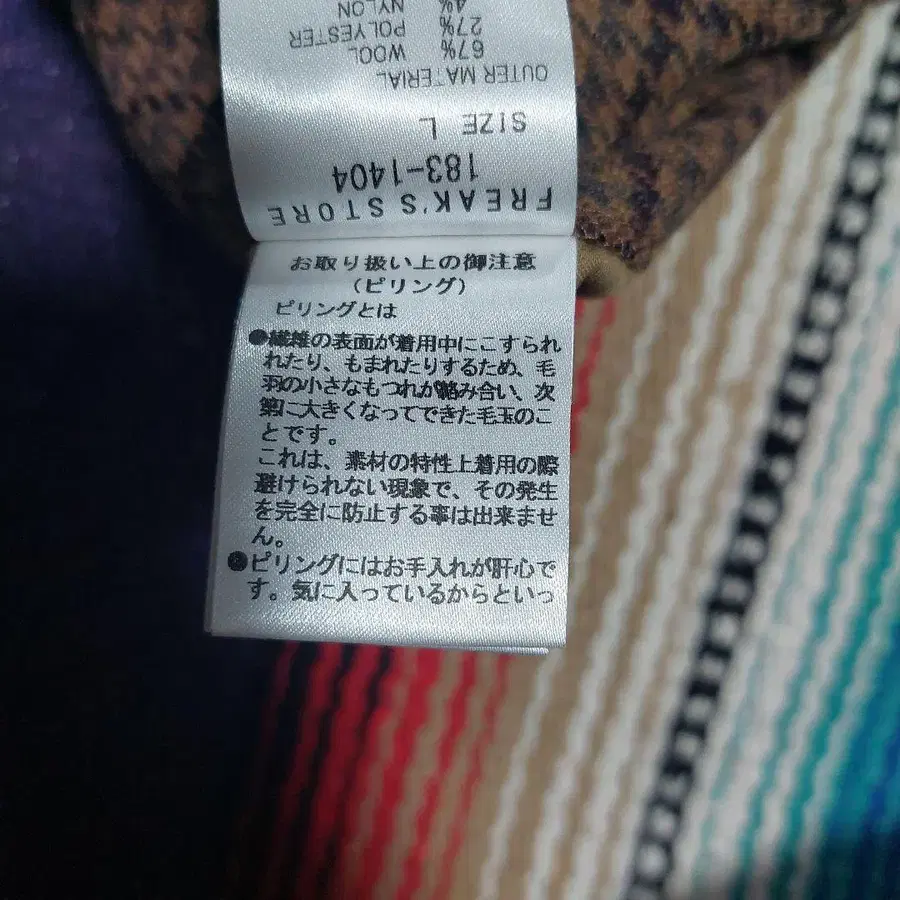 FREAK'S STORE
183-1404
SIZE L
OUTER MATERIAL
WOOL 67%
POLYESTER 27%
NYLON 4%
お取り扱い上の御注意
(ピリング)
ピリングとは
●繊維の表面が着用中にこすら
れたり、もまれたりするため、毛
羽の小さなもつれが絡み合い、次
第に大きくなってできた毛玉のこ
とです。
これは、素材の特性上着用の際
避けられない現象で、その発生
を完全に防止する事は出来ませ
ん。
●ピリングにはお手入れが肝心で
す。気に入っているからといっ